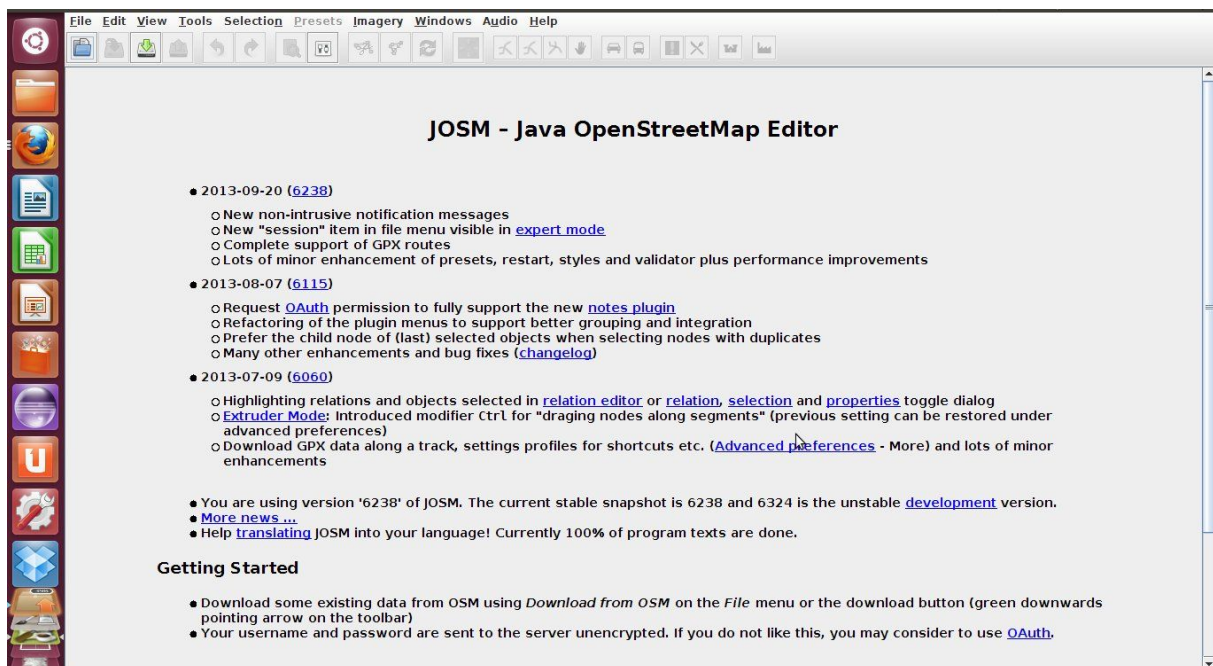 File Edit View Tools Selection Presets Imagery Windows Audio Help
JOSM – Java OpenStreetMap Editor
2013-09-20 (6238)
New non-intrusive notification messages
New "session" item in file menu visible in expert mode
Complete support of GPX routes
Lots of minor enhancement of presets, restart, styles and validator plus performance improvements
2013-08-07 (6115)
Request OAuth permission to fully support the new notes plugin
Refactoring of the plugin menus to support better grouping and integration
Prefer the child node of (last) selected objects when selecting nodes with duplicates
Many other enhancements and bug fixes (changelog)
2013-07-09 (6060)
Highlighting relations and objects selected in relation editor or relation, selection and properties toggle dialog
Extruder Mode: Introduced modifier Ctrl for "draging nodes along segments" (previous setting can be restored under
advanced preferences)
Download GPX data along a track, settings profiles for shortcuts etc. (Advanced preferences - More) and lots of minor
enhancements
You are using version '6238' of JOSM. The current stable snapshot is 6238 and 6324 is the unstable development version.
More news ...
Help translating JOSM into your language! Currently 100% of program texts are done.
Getting Started
Download some existing data from OSM using Download from OSM on the File menu or the download button (green downwards
pointing arrow on the toolbar)
Your username and password are sent to the server unencrypted. If you do not like this, you may consider to use OAuth.